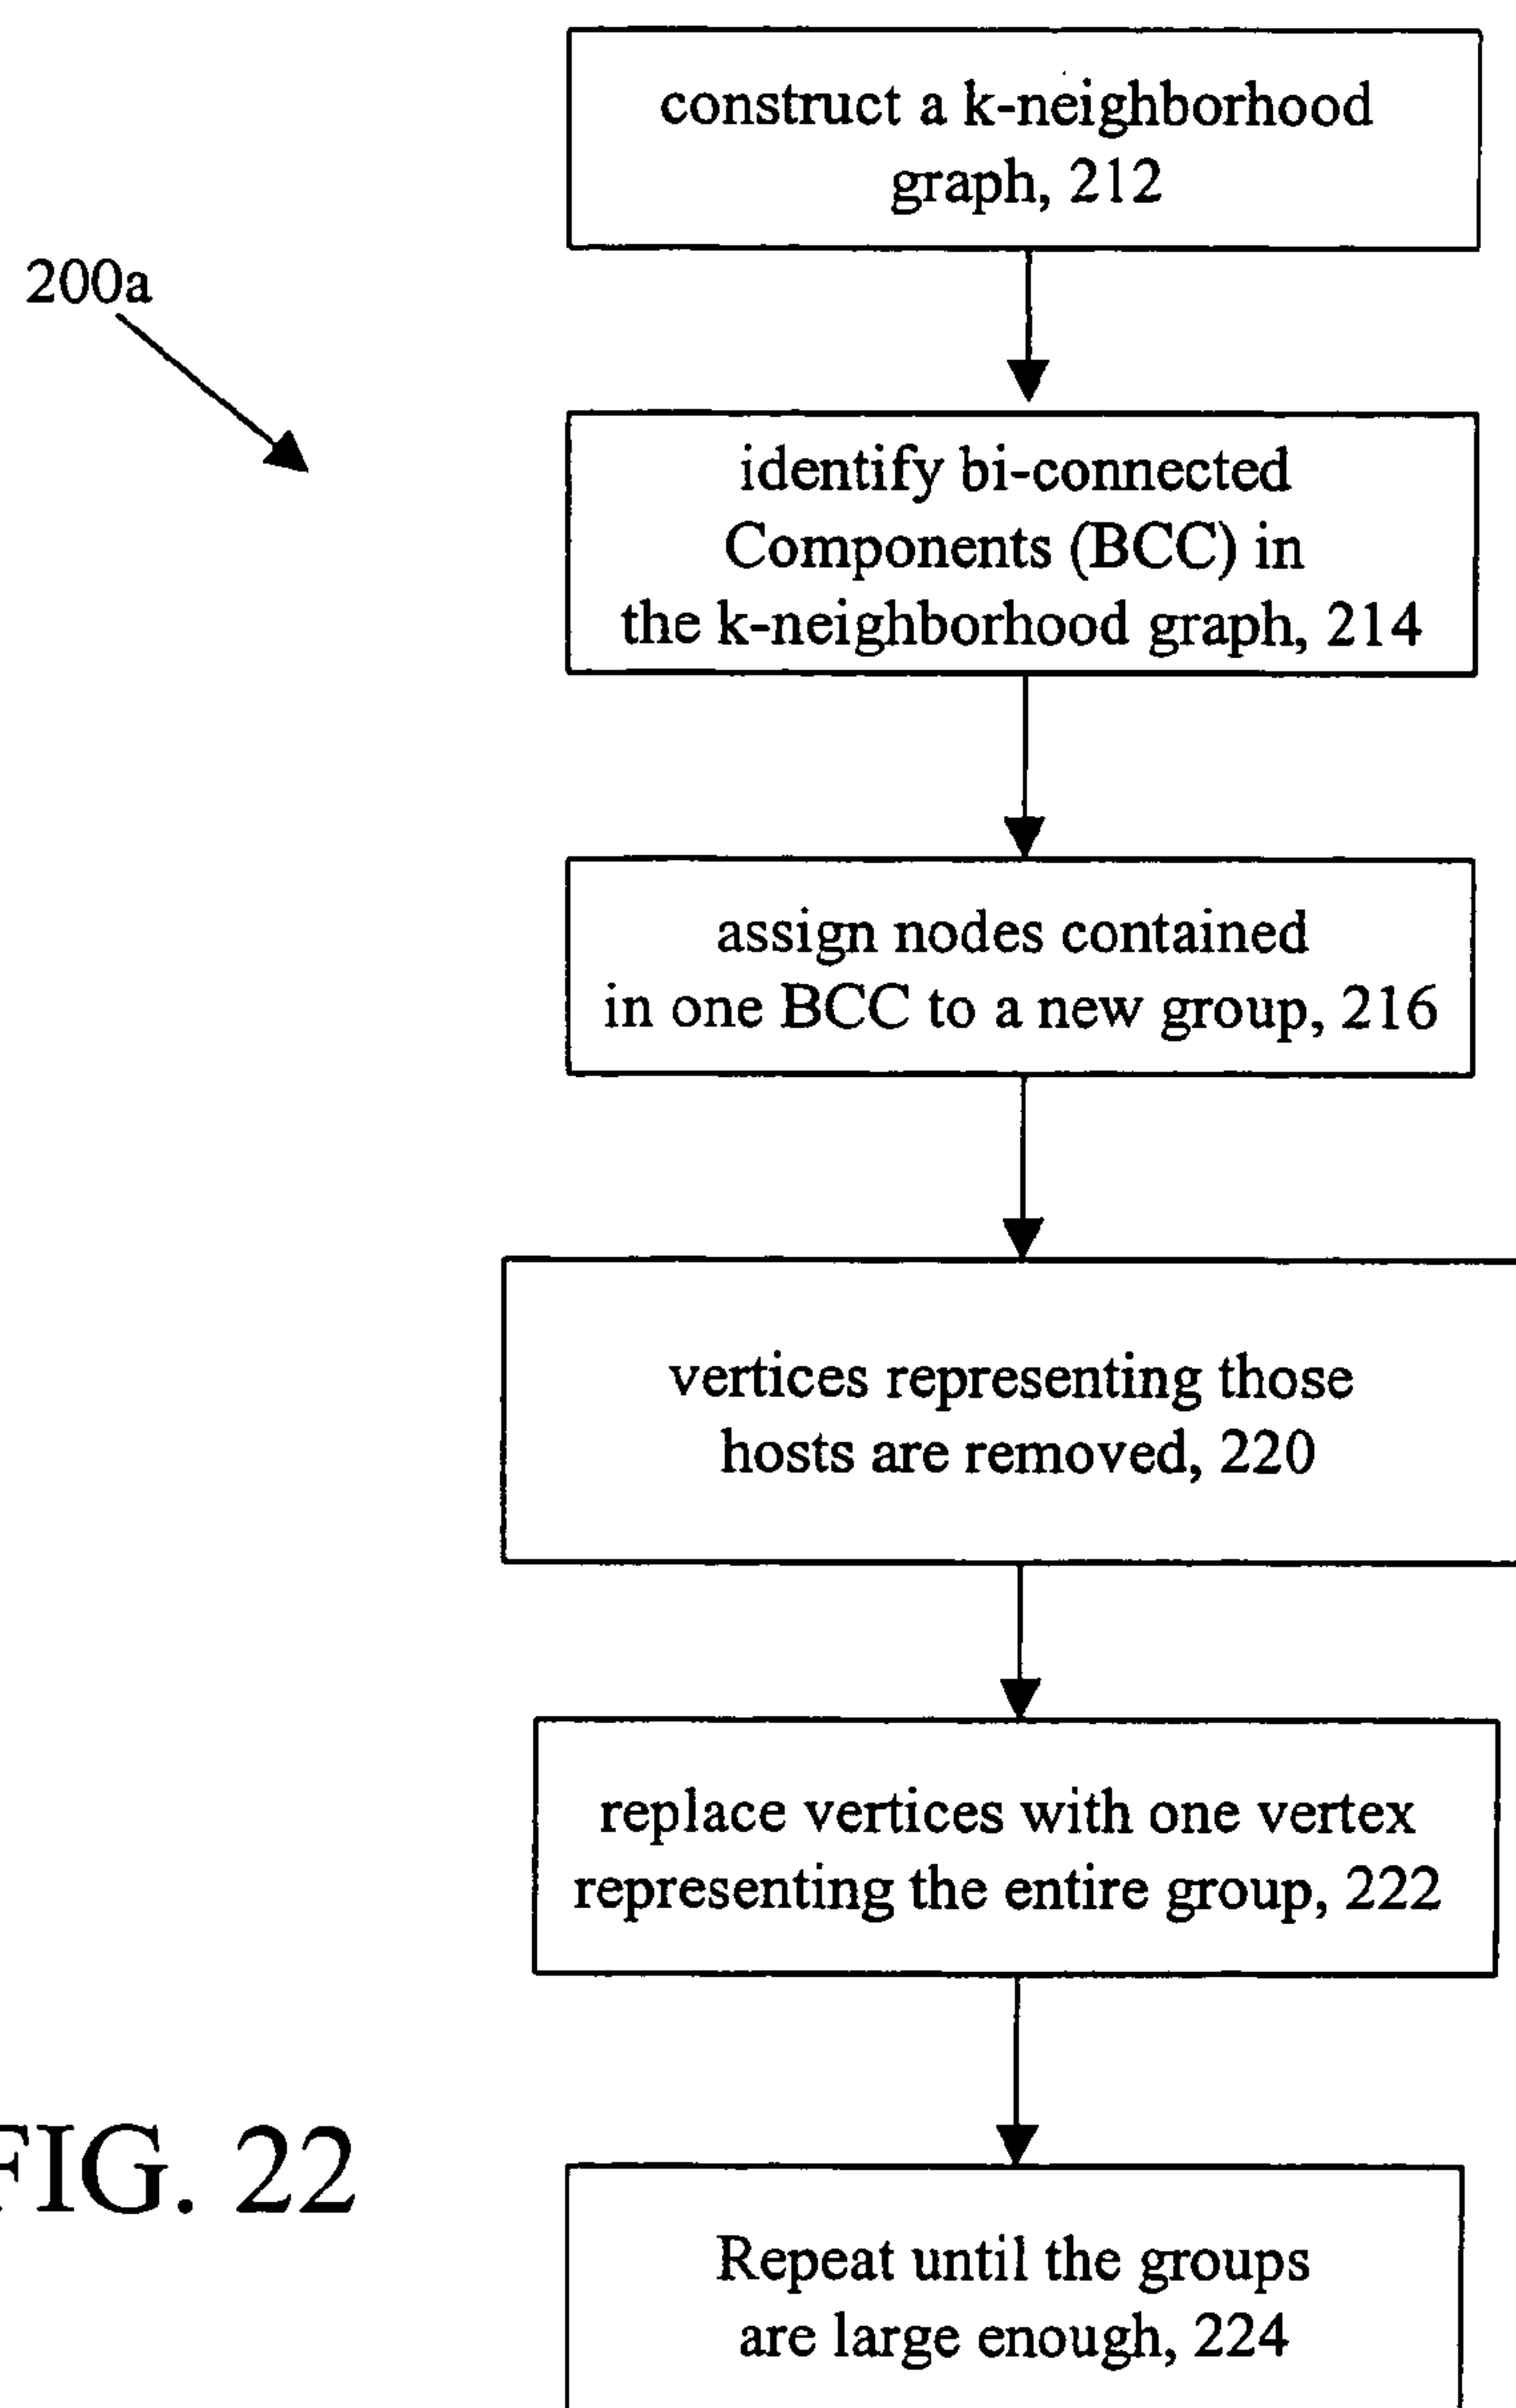 construct a k-neighborhood
graph, 212
200a
identify bi-connected
Components (BCC) in
the k-neighborhood graph, 214
assign nodes contained
in one BCC to a new group, 216
vertices representing those
hosts are removed, 220
replace vertices with one vertex
representing the entire group, 222
FIG. 22
Repeat until the groups
are large enough, 224